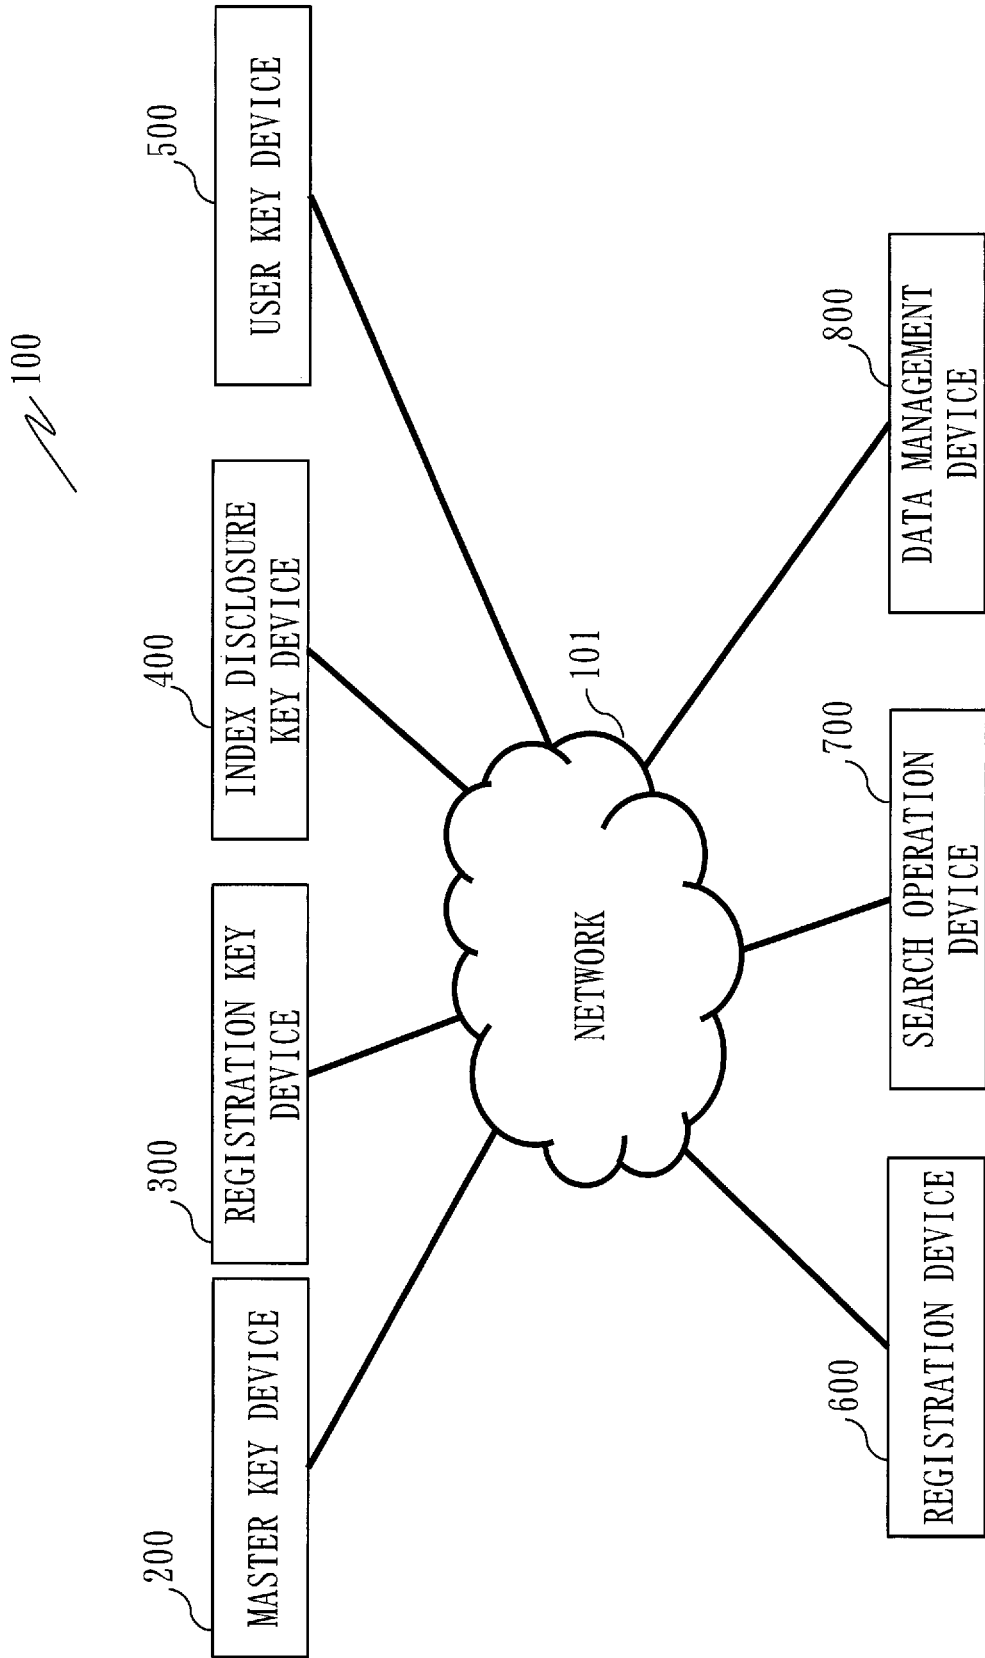 100
200
MASTER KEY DEVICE
300
REGISTRATION KEY
DEVICE
400
INDEX DISCLOSURE
KEY DEVICE
500
USER KEY DEVICE
NETWORK
101
600
REGISTRATION DEVICE
700
SEARCH OPERATION
DEVICE
800
DATA MANAGEMENT
DEVICE